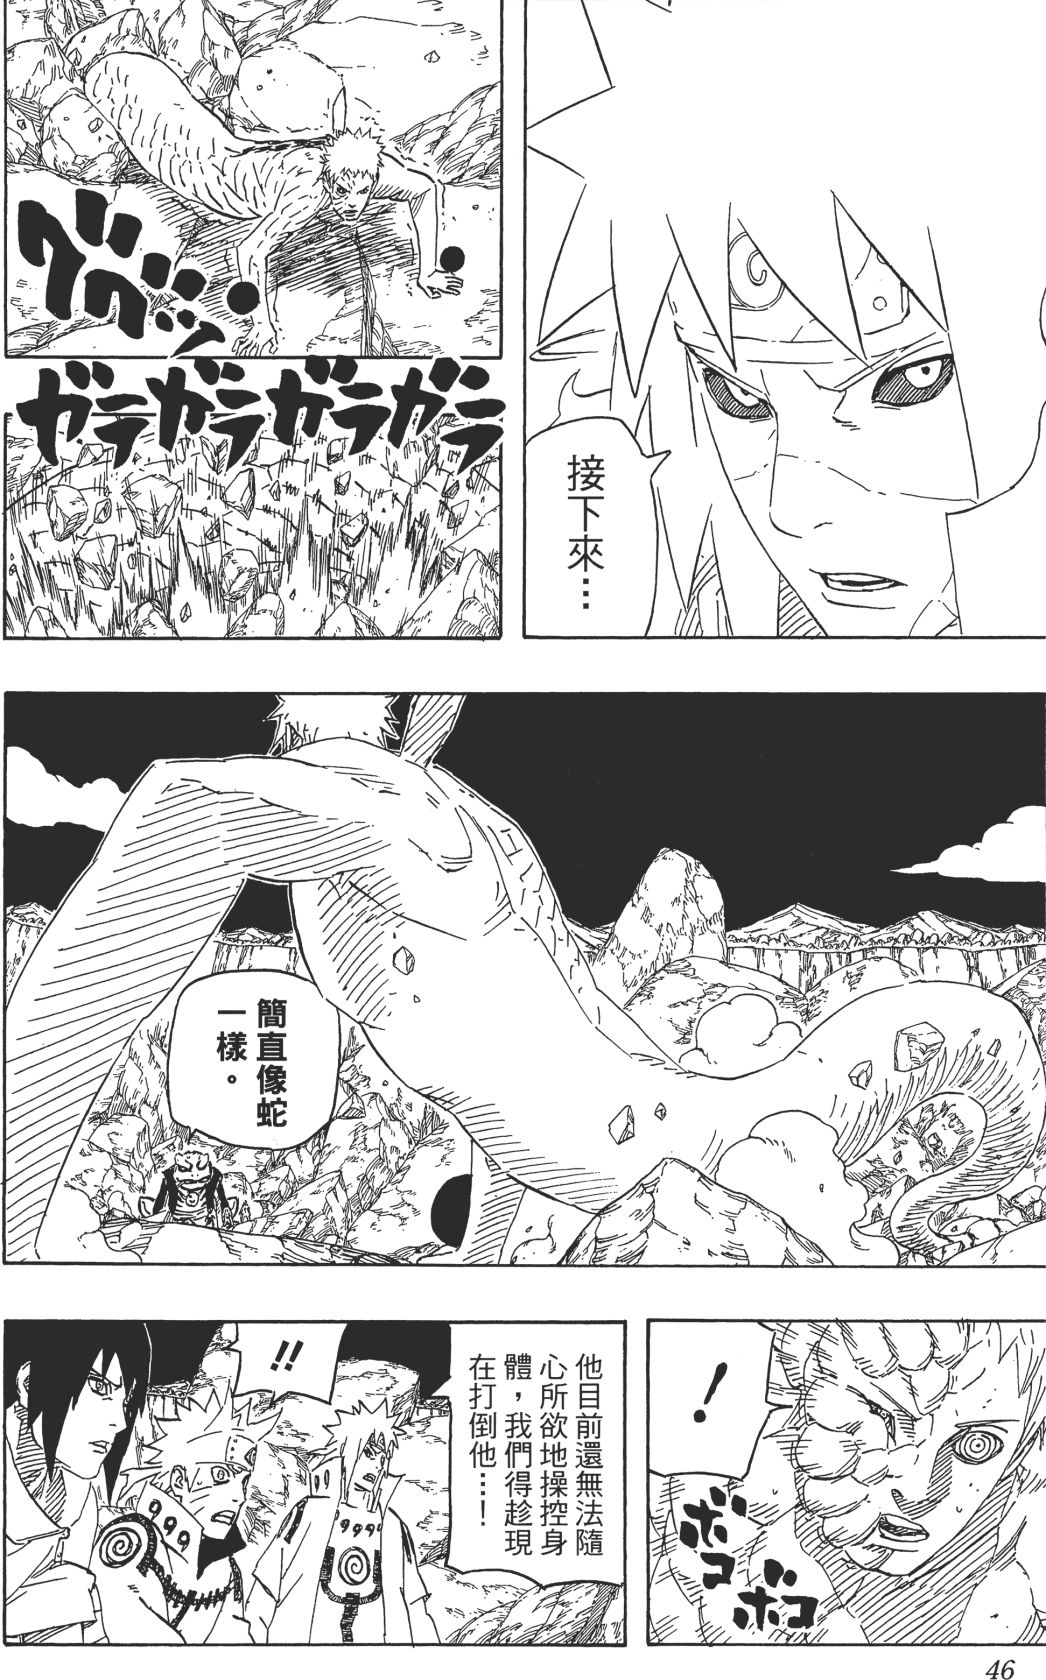 接下來…
ググッ…
ガラガラガラガラ
簡直像蛇
一樣。
！
ボコ
ボコ
他目前還無法隨
心所欲地操控身
體，我們得趁現
在打倒他…！
!!
46